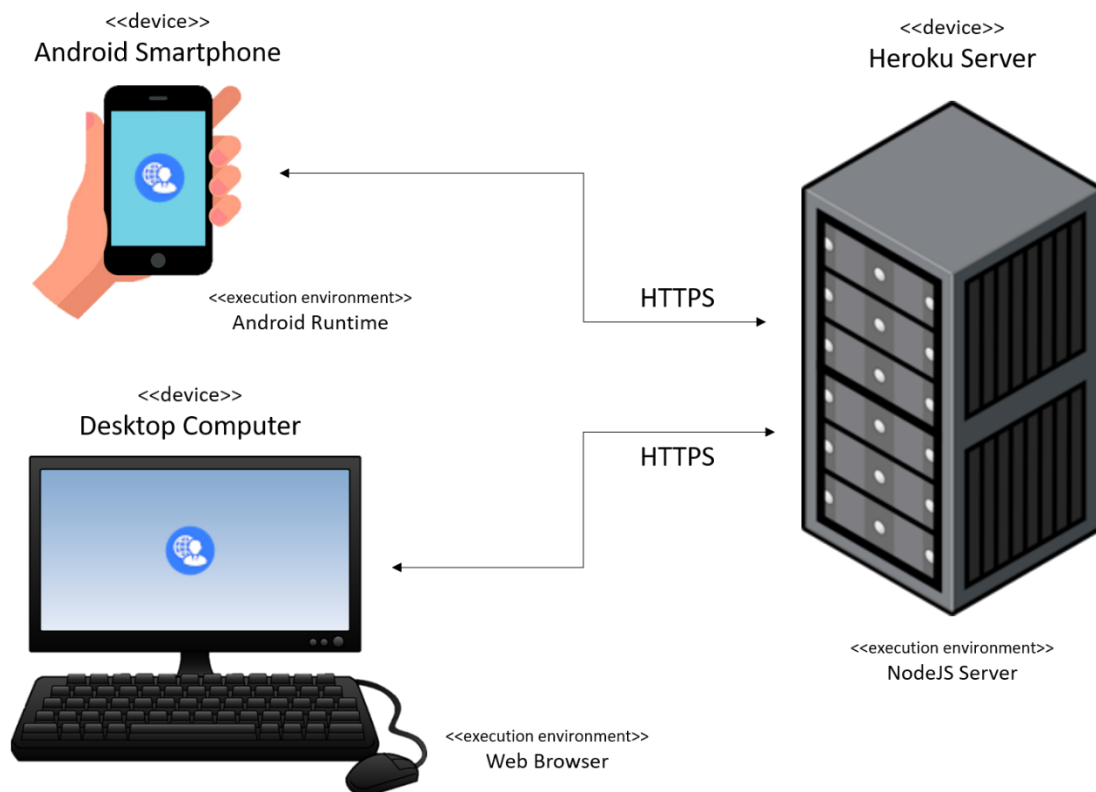 <<device>>
Android Smartphone
<<device>>
Heroku Server
<<execution environment>>
Android Runtime
HTTPS
<<device>>
Desktop Computer
HTTPS
<<execution environment>>
NodeJS Server
<<execution environment>>
Web Browser